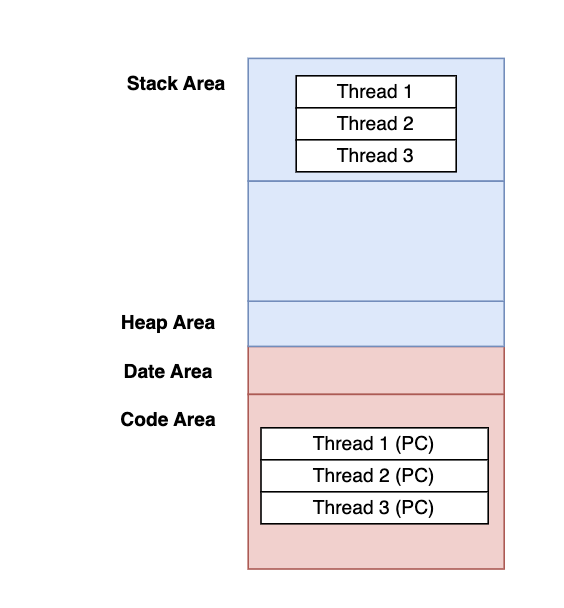 Stack Area
Thread 1
Thread 2
Thread 3
Heap Area
Date Area
Code Area
Thread 1 (PC)
Thread 2 (PC)
Thread 3 (PC)